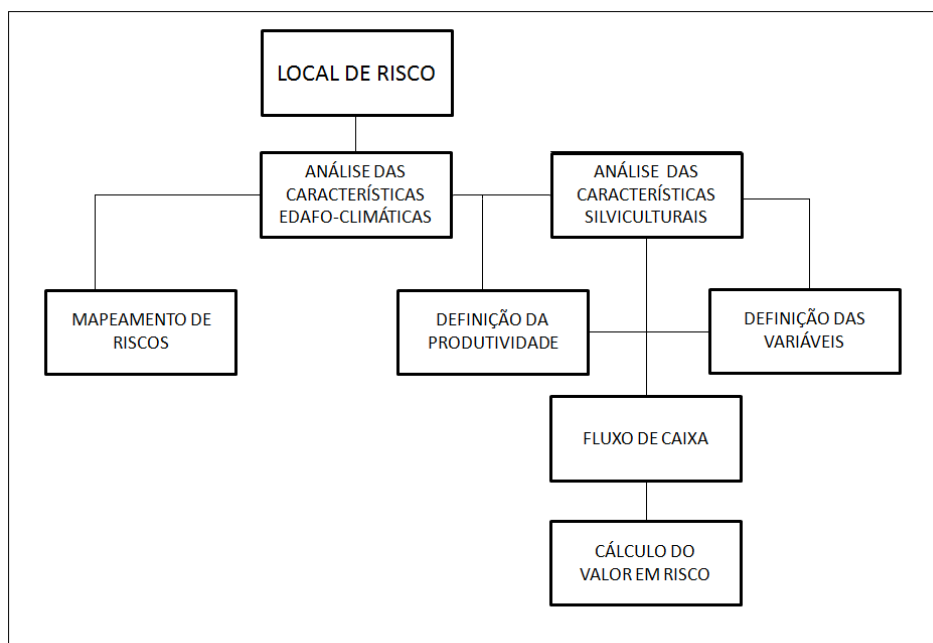 LOCAL DE RISCO
ANÁLISE DAS
CARACTERÍSTICAS
EDAFO-CLIMÁTICAS
ANÁLISE DAS
CARACTERÍSTICAS
SILVICULTURAIS
MAPEAMENTO DE
RISCOS
DEFINIÇÃO DA
PRODUTIVIDADE
DEFINIÇÃO DAS
VARIÁVEIS
FLUXO DE CAIXA
CÁLCULO DO
VALOR EM RISCO